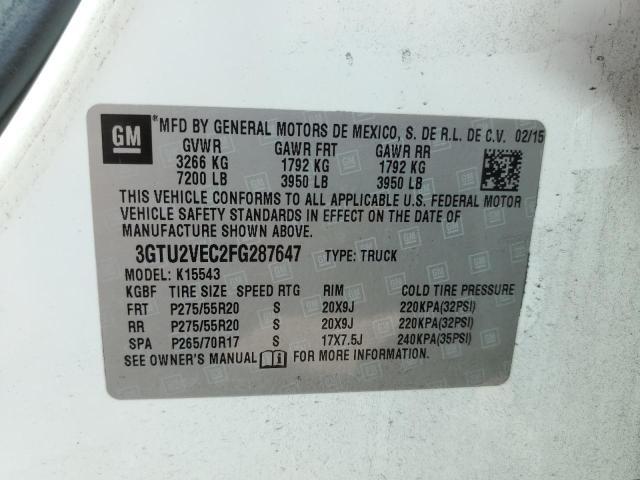 GM *MFD BY GENERAL MOTORS DE MEXICO, S. DE R.L. DE C.V. 02/15
GVWR GAWR FRT GAWR RR
3266 KG 1792 KG 1792 KG
7200 LB 3950 LB 3950 LB
THIS VEHICLE CONFORMS TO ALL APPLICABLE U.S. FEDERAL MOTOR
VEHICLE SAFETY STANDARDS IN EFFECT ON THE DATE OF
MANUFACTURE SHOWN ABOVE.
3GTU2VEC2FG287647 TYPE: TRUCK
MODEL: K15543
KGBF TIRE SIZE SPEED RTG RIM COLD TIRE PRESSURE
FRT P275/55R20 S 20X9J 220KPA(32PSI)
RR P275/55R20 S 20X9J 220KPA(32PSI)
SPA P265/70R17 S 17X7.5J 240KPA(35PSI)
SEE OWNER'S MANUAL FOR MORE INFORMATION.